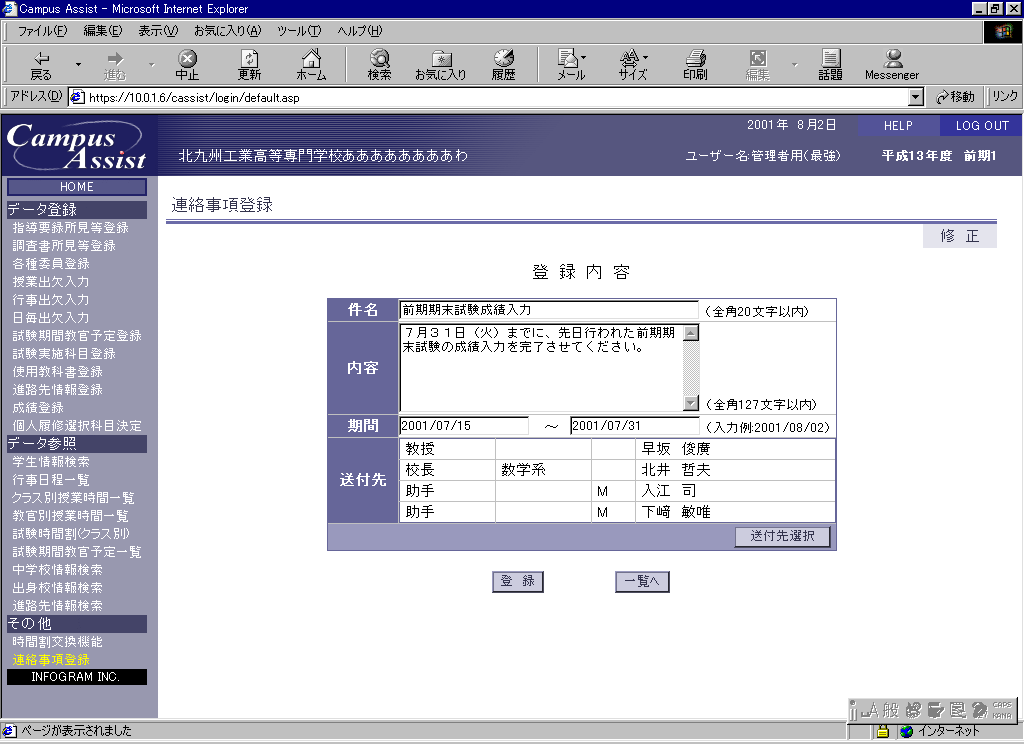 Campus Assist - Microsoft Internet Explorer
ファイル(F) 編集(E) 表示(V) お気に入り(A) ツール(T) ヘルプ(H)
戻る 進む 中止 更新 ホーム 検索 お気に入り 履歴 メール サイズ 印刷 編集 話題 Messenger
アドレス(D) https://10.0.1.6/cassist/login/default.asp 移動 リンク
Campus Assist
2001年 8月2日 HELP LOG OUT
北九州工業高等専門学校ああああああああわ ユーザー名:管理者用(最強) 平成13年度 前期1
HOME
データ登録
指導要録所見等登録
調査書所見等登録
各種委員登録
授業出欠入力
行事出欠入力
日毎出欠入力
試験期間教官予定登録
試験実施科目登録
使用教科書登録
進路先情報登録
成績登録
個人履修選択科目決定
データ参照
学生情報検索
行事日程一覧
クラス別授業時間一覧
教官別授業時間一覧
試験時間割(クラス別)
試験期間教官予定一覧
中学校情報検索
出身校情報検索
進路先情報検索
その他
時間割交換機能
連絡事項登録
INFOGRAM INC.
連絡事項登録
修 正
登 録 内 容
件名 前期期末試験成績入力 (全角20文字以内)
内容 7月31日(火)までに、先日行われた前期期
末試験の成績入力を完了させてください。
(全角127文字以内)
期間 2001/07/15 ～ 2001/07/31 (入力例:2001/08/02)
送付先
教授 早坂 俊廣
校長 数学系 北井 哲夫
助手 M 入江 司
助手 M 下﨑 敏唯
送付先選択
登 録 一覧へ
A 般 CAPS KANA
ページが表示されました インターネット